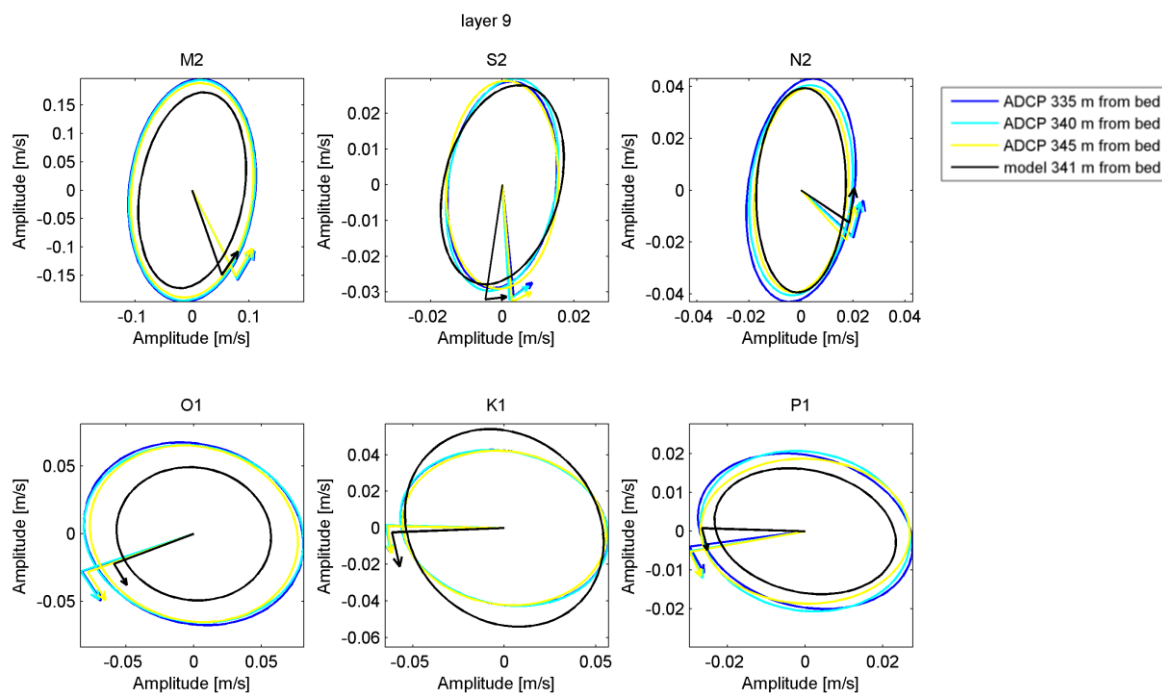 layer 9
M2
S2
N2
Amplitude [m/s]
0.15
0.1
0.05
0
-0.05
-0.1
-0.15
-0.1
0
0.1
Amplitude [m/s]
Amplitude [m/s]
0.02
0.01
0
-0.01
-0.02
-0.03
-0.02
0
0.02
Amplitude [m/s]
Amplitude [m/s]
0.04
0.02
0
-0.02
-0.04
-0.04
-0.02
0
0.02
0.04
Amplitude [m/s]
ADCP 335 m from bed
ADCP 340 m from bed
ADCP 345 m from bed
model 341 m from bed
O1
K1
P1
Amplitude [m/s]
0.05
0
-0.05
-0.05
0
0.05
Amplitude [m/s]
Amplitude [m/s]
0.06
0.04
0.02
0
-0.02
-0.04
-0.06
-0.05
0
0.05
Amplitude [m/s]
Amplitude [m/s]
0.02
0.01
0
-0.01
-0.02
-0.02
0
0.02
Amplitude [m/s]